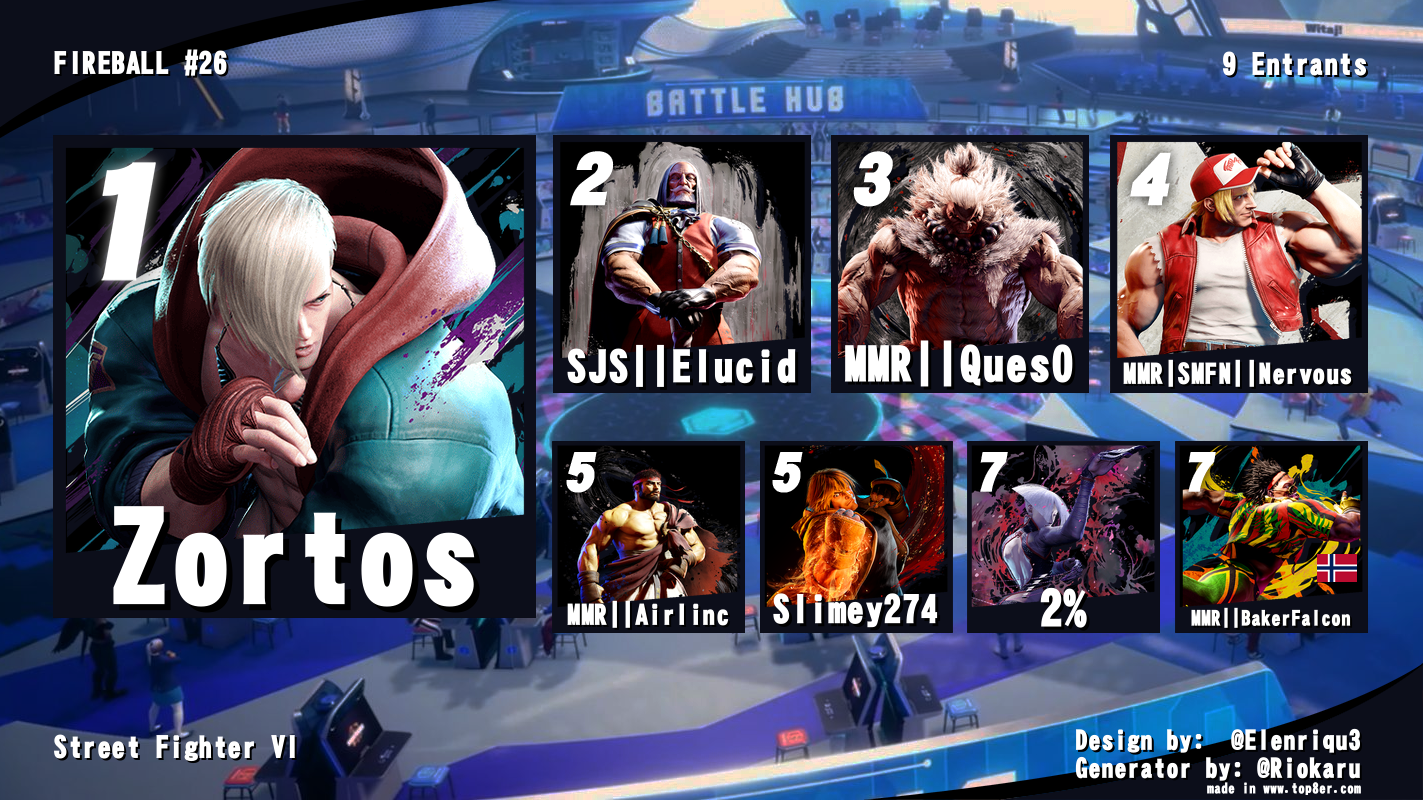 FIREBALL #26
9 Entrants
Witaj!
BATTLE HUB
1
Zortos
2
SJS||Elucid
3
MMR||Ques0
4
MMR|SMFN||Nervous
5
MMR||Airlinc
5
Slimey274
7
2%
7
MMR||BakerFalcon
Street Fighter VI
Design by: @Elenriqu3
Generator by: @Riokaru
made in www.top8er.com